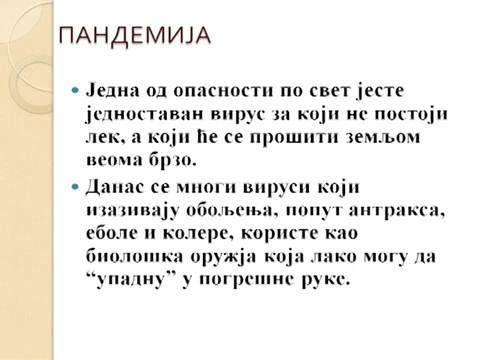 ПАНДЕМИЈА
Једна од опасности по свет јесте
једноставан вирус за који не постоји
лек, а који ће се прошити земљом
веома брзо.
Данас се многи вируси који
изазивају обољења, попут антракса,
еболе и колере, користе као
биолошка оружја која лако могу да
“упадну” у погрешне руке.